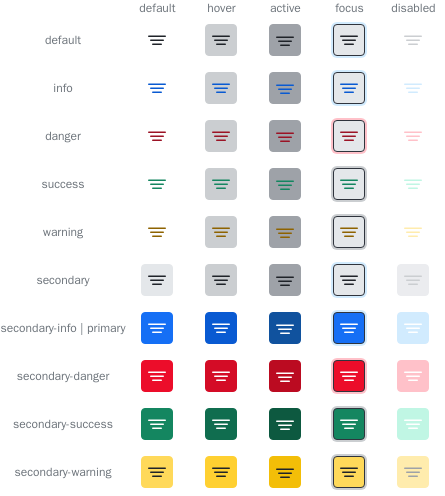 default hover active focus disabled
default
info
danger
success
warning
secondary
secondary-info | primary
secondary-danger
secondary-success
secondary-warning